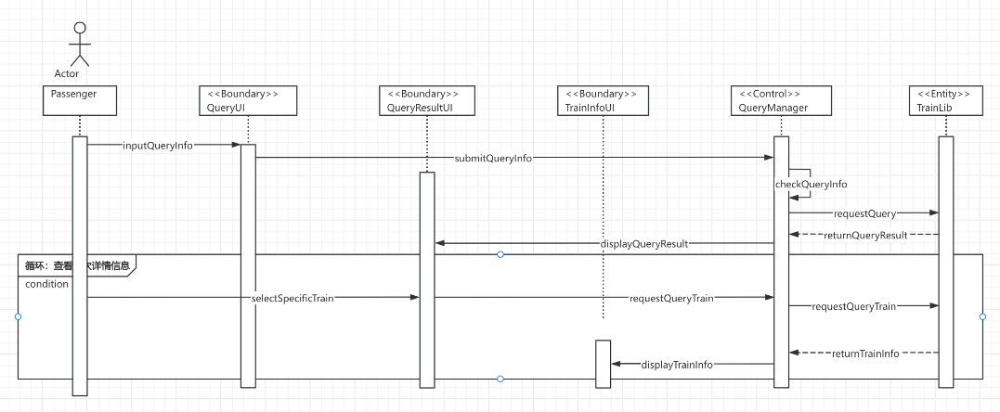 Actor
Passenger
<<Boundary>>
QueryUI
<<Boundary>>
QueryResultUI
<<Boundary>>
TrainInfoUI
<<Control>>
QueryManager
<<Entity>>
TrainLib
inputQueryInfo
submitQueryInfo
checkQueryInfo
requestQuery
returnQueryResult
displayQueryResult
循环：查看 次详情信息
condition
selectSpecificTrain
requestQueryTrain
requestQueryTrain
returnTrainInfo
displayTrainInfo